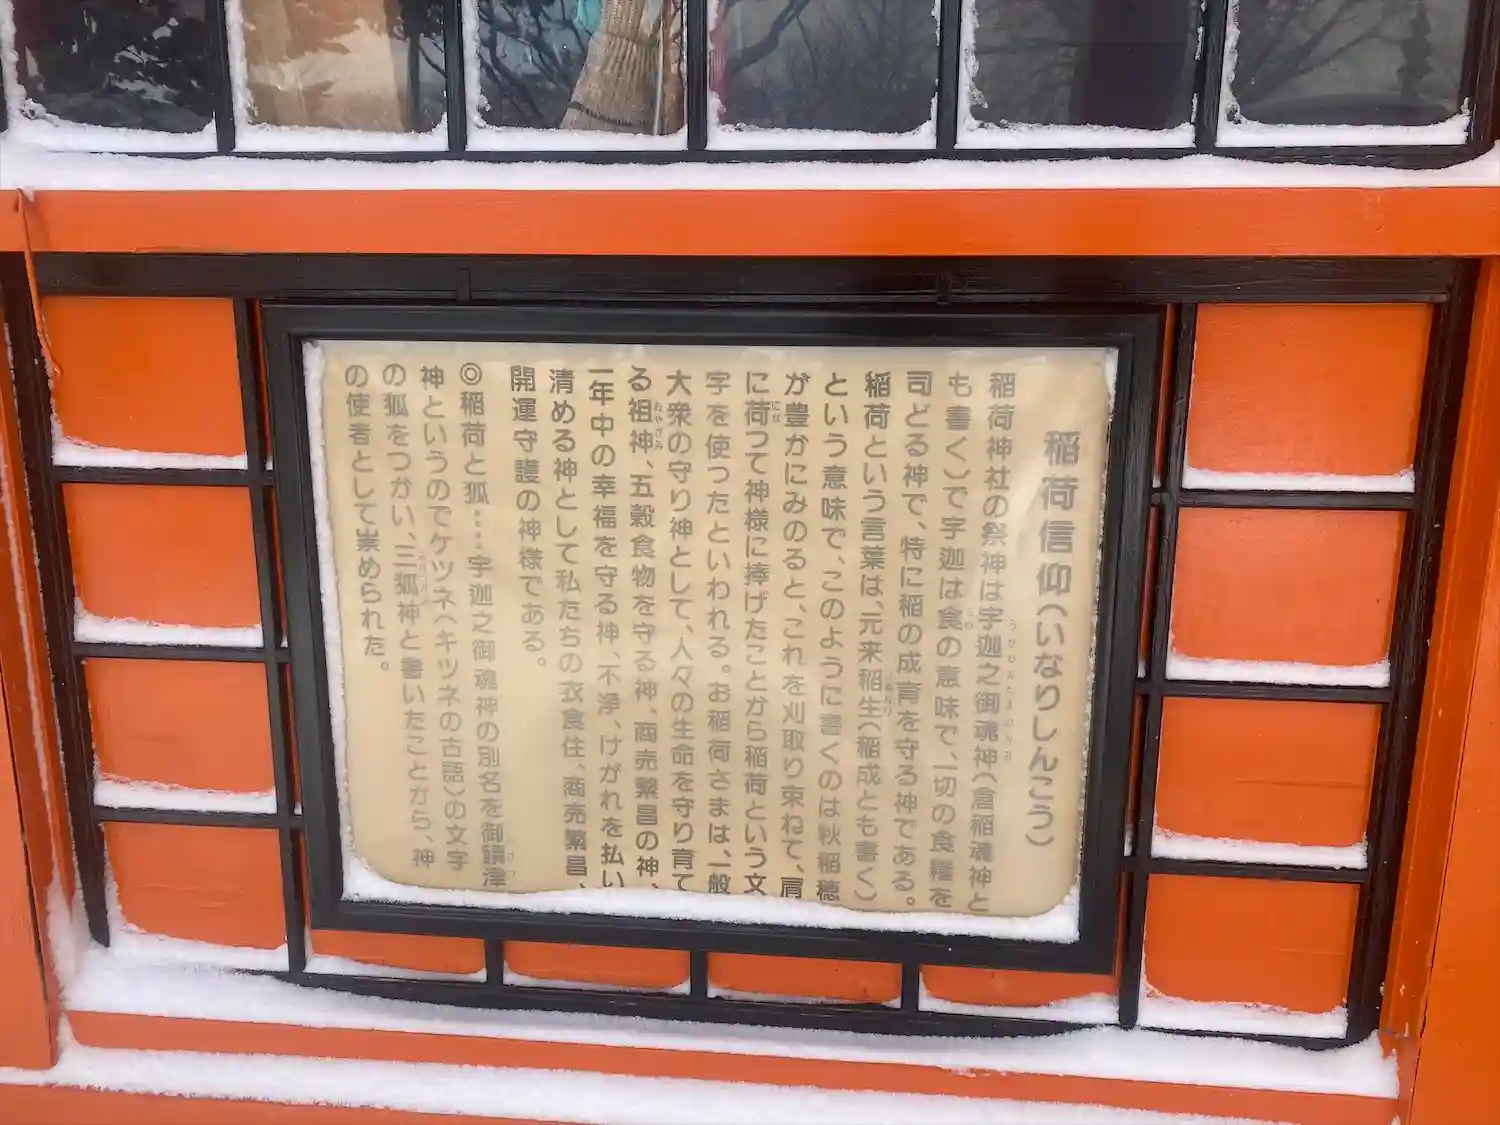 稲荷信仰(いなりしんこう)
稲荷神社の祭神は宇迦之御魂神(倉稲魂神と
も書く)で宇迦は食の意味で、一切の食糧を
司どる神で、特に稲の成育を守る神である。
稲荷という言葉は、元来稲生(稲成とも書く)
という意味で、このように書くのは秋稲穂
が豊かにみのると、これを刈取り束ねて、肩
に荷って神様に捧げたことから稲荷という文
字を使ったといわれる。お稲荷さまは、一般
大衆の守り神として、人々の生命を守り育て
る祖神、五穀食物を守る神、商売繁昌の神、
一年中の幸福を守る神、不浄、けがれを払い
清める神として私たちの衣食住、商売繁昌、
開運守護の神様である。
◎稲荷と狐……宇迦之御魂神の別名を御饌津
神というのでケツネ(キツネの古語)の文字
の狐をつかい、三狐神と書いたことから、神
の使者として崇められた。